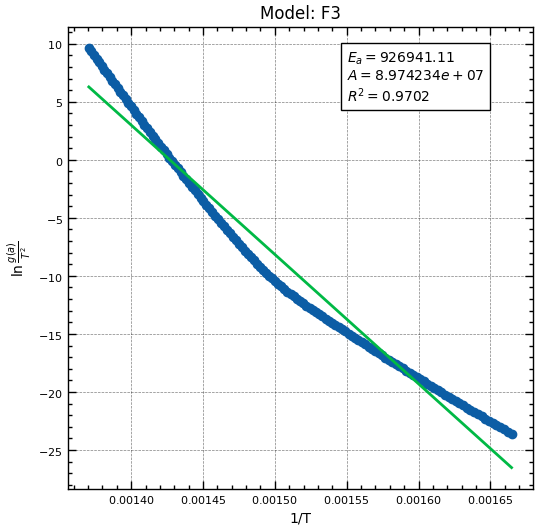 Model: F3
E_a = 926941.11
A = 8.974234e + 07
R^2 = 0.9702
10
5
0
−5
−10
−15
−20
−25
ln g(a)/T^2
0.00140 0.00145 0.00150 0.00155 0.00160 0.00165
1/T